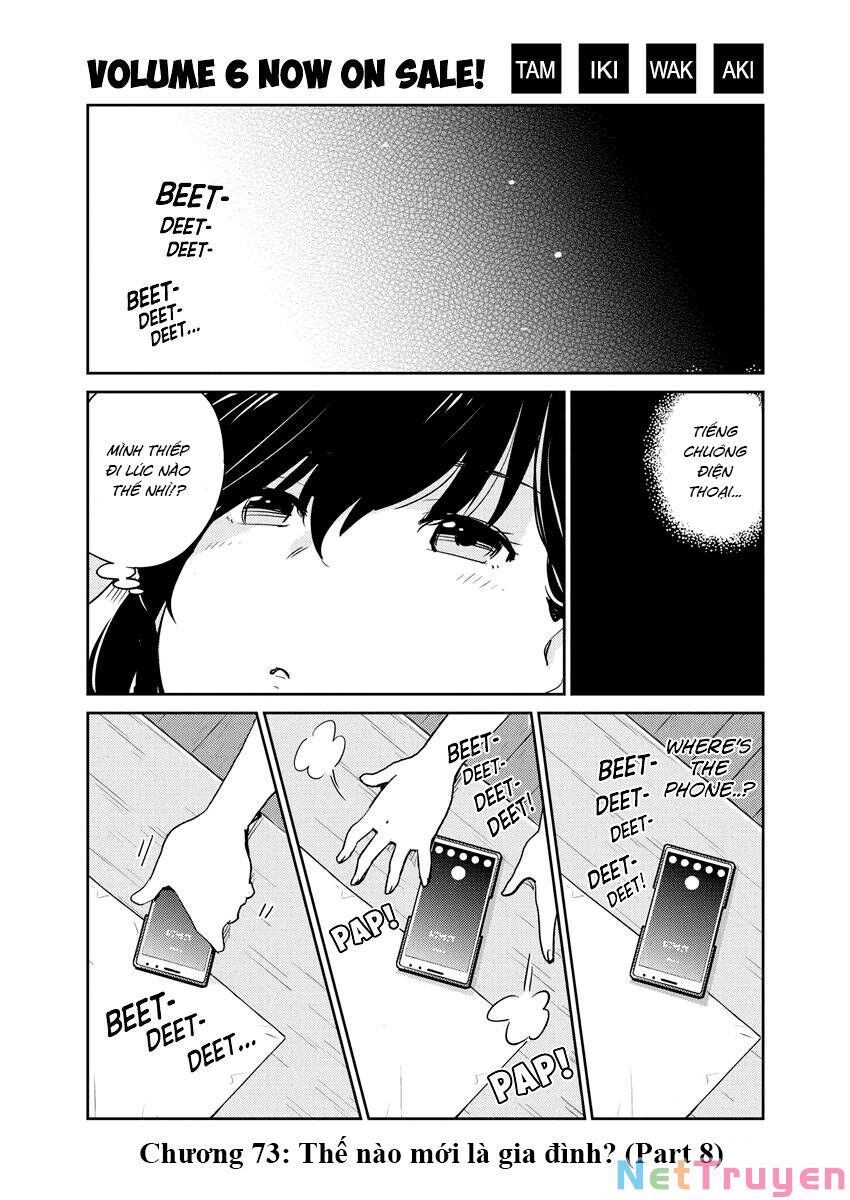 VOLUME 6 NOW ON SALE!
TAM IKI WAK AKI
BEET-
DEET-
DEET-
BEET-
DEET-
DEET...
TIẾNG
CHUÔNG
ĐIỆN
THOẠI...
MÌNH THIẾP
ĐI LÚC NÀO
THẾ NHỈ!?
WHERE'S
THE
PHONE..?
BEET-
DEET-
DEET-
DEET-
DEET!
BEET-
DEET-
DEET-
DEET!
PAP!
PAP!
BEET-
DEET-
DEET...
Chương 73: Thế nào mới là gia đình? (Part 8)
NetTruyen